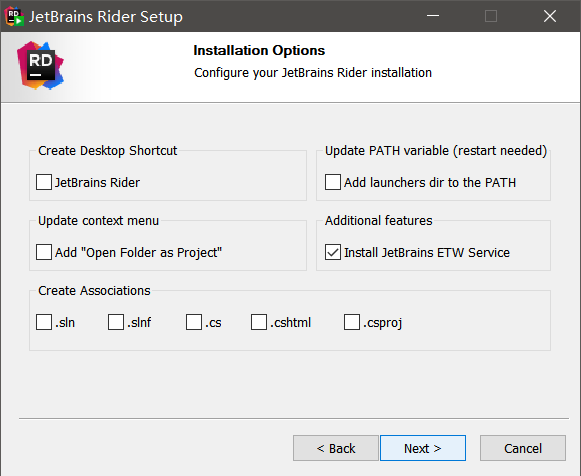 RD JetBrains Rider Setup
RD
Installation Options
Configure your JetBrains Rider installation
Create Desktop Shortcut
JetBrains Rider
Update PATH variable (restart needed)
Add launchers dir to the PATH
Update context menu
Add "Open Folder as Project"
Additional features
Install JetBrains ETW Service
Create Associations
.sln .slnf .cs .cshtml .csproj
< Back Next > Cancel